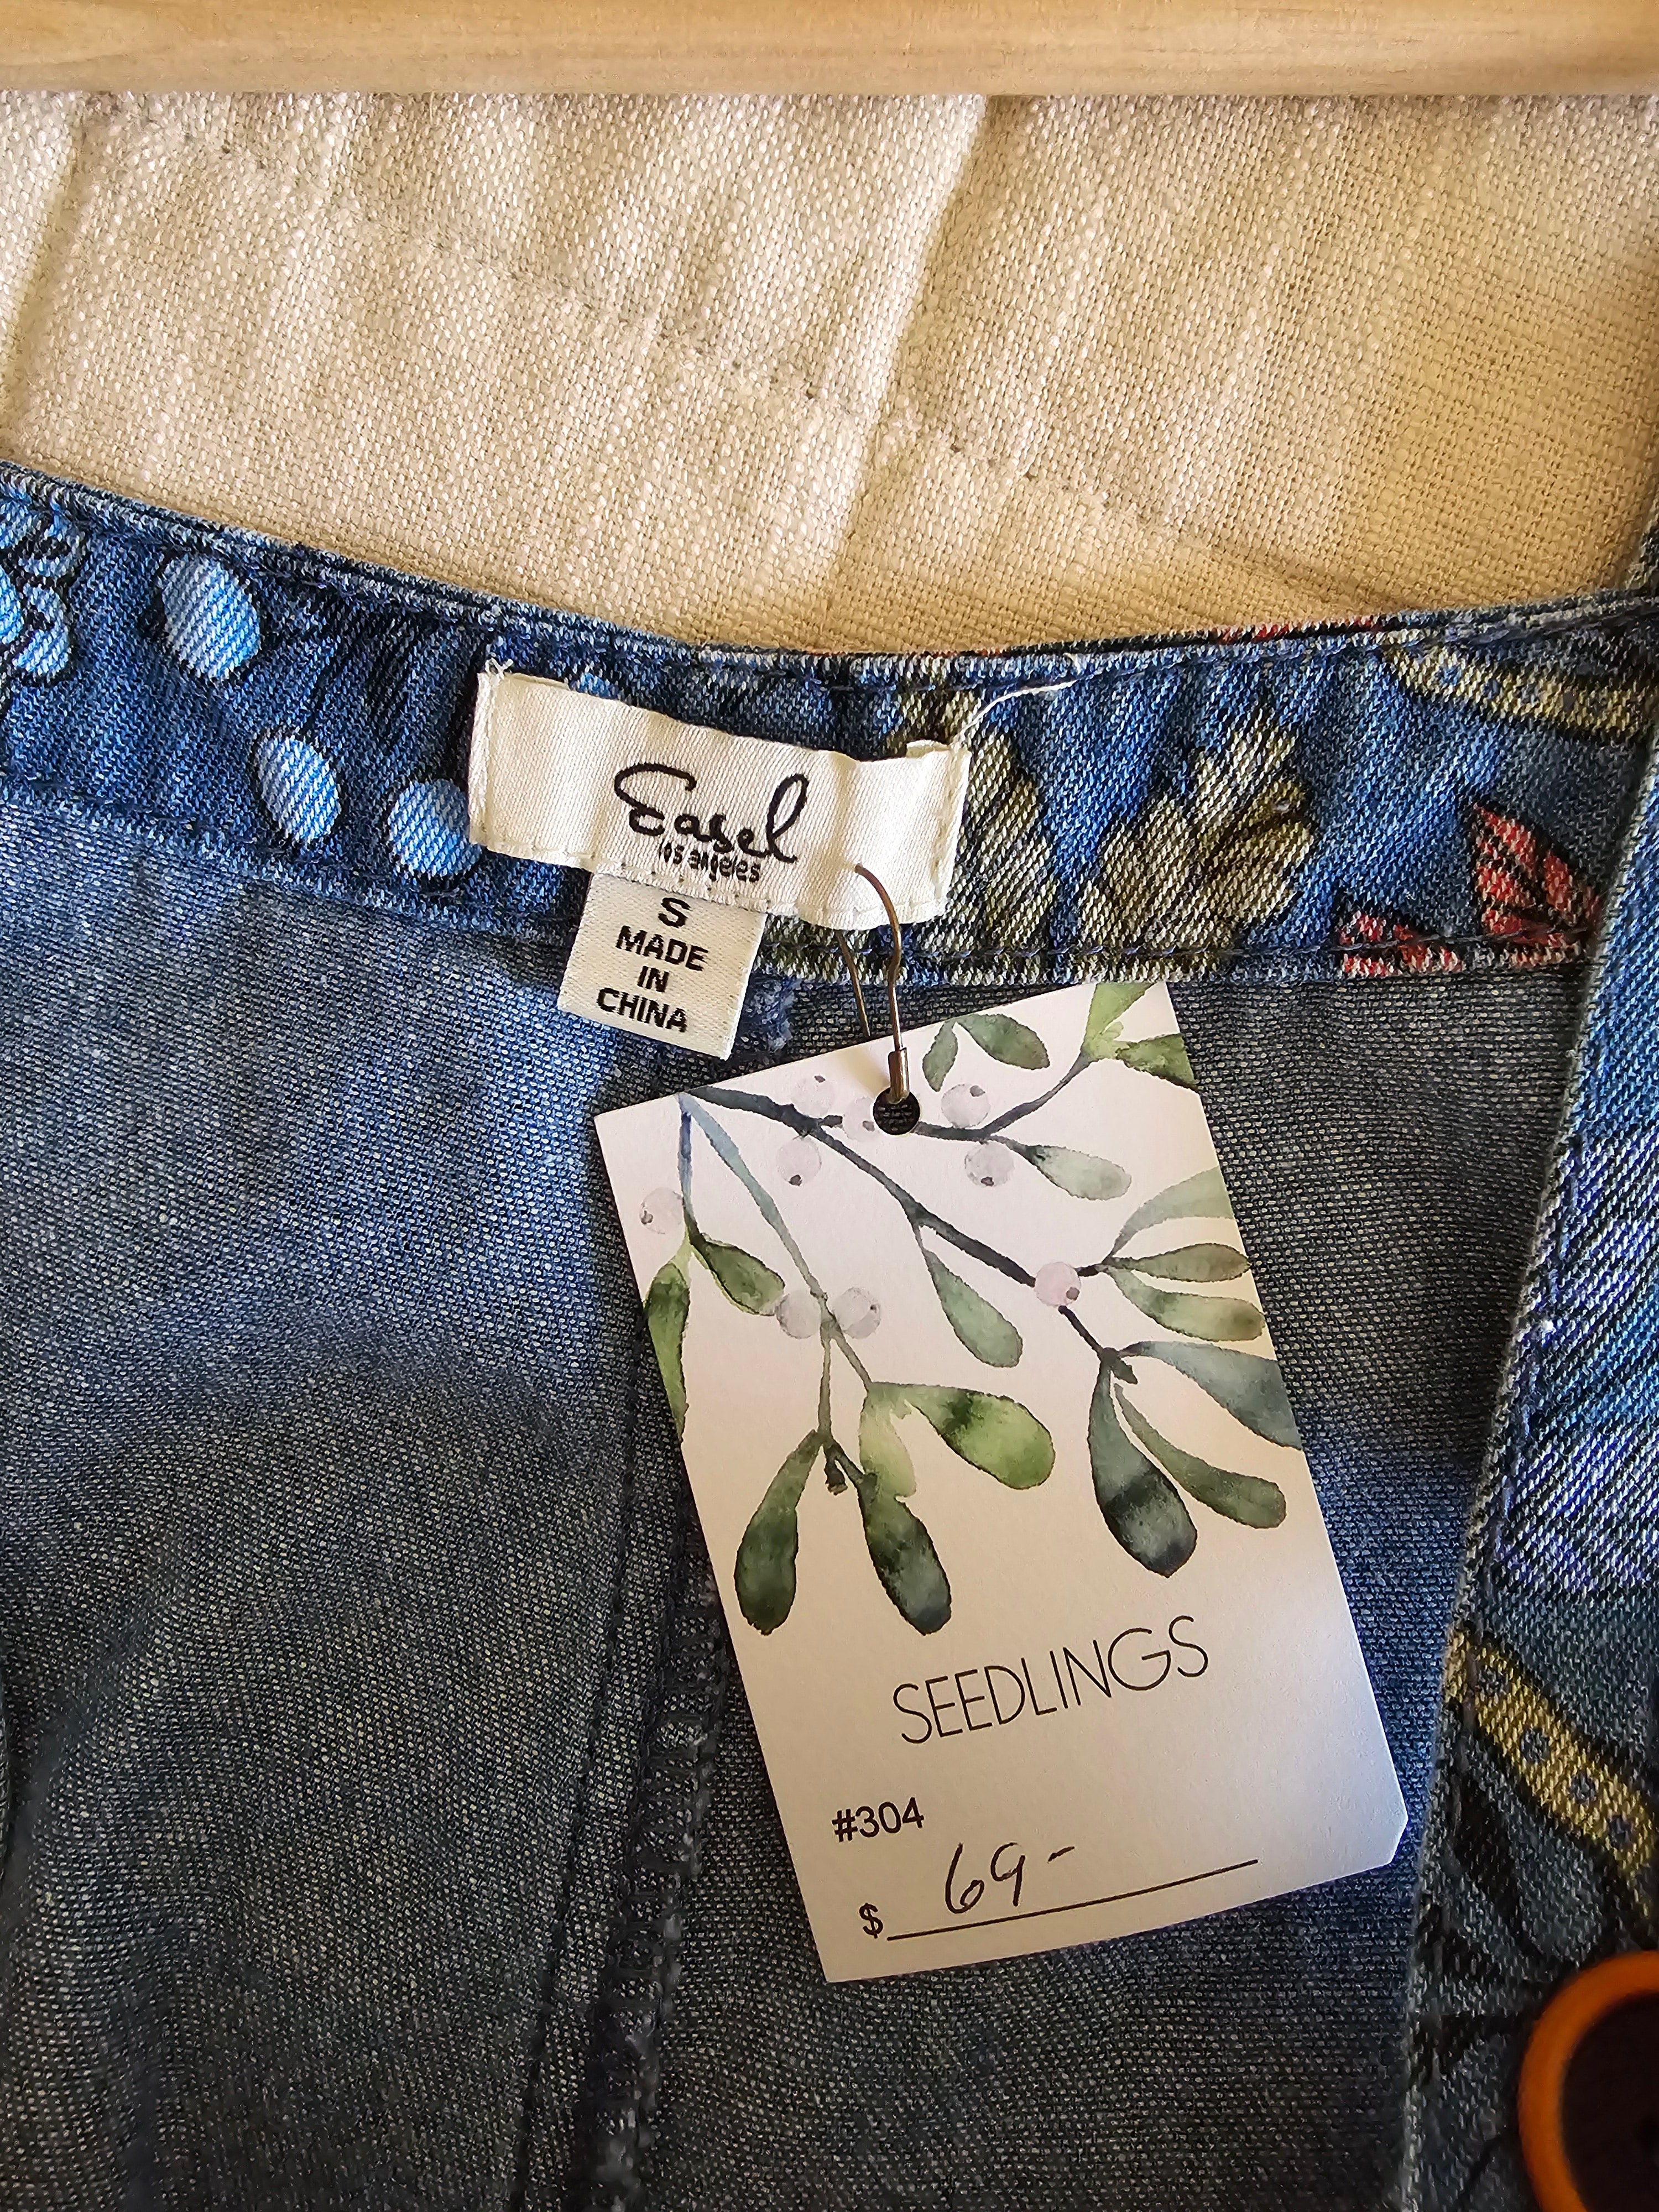 Easel
los angeles
S
MADE
IN
CHINA
SEEDLINGS
#304
$ 69-